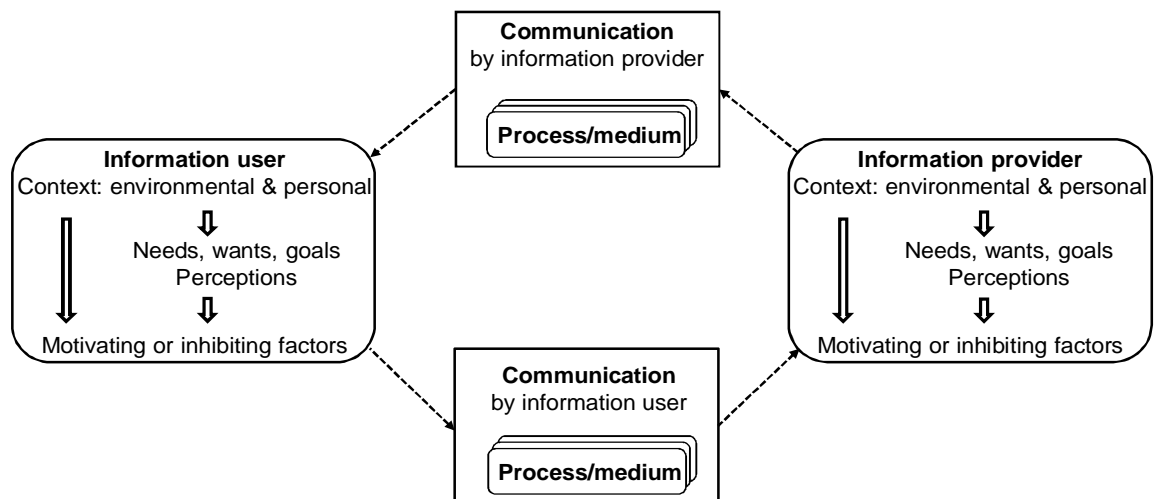 Communication
by information provider
Process/medium
Information user
Context: environmental & personal
Needs, wants, goals
Perceptions
Motivating or inhibiting factors
Information provider
Context: environmental & personal
Needs, wants, goals
Perceptions
Motivating or inhibiting factors
Communication
by information user
Process/medium